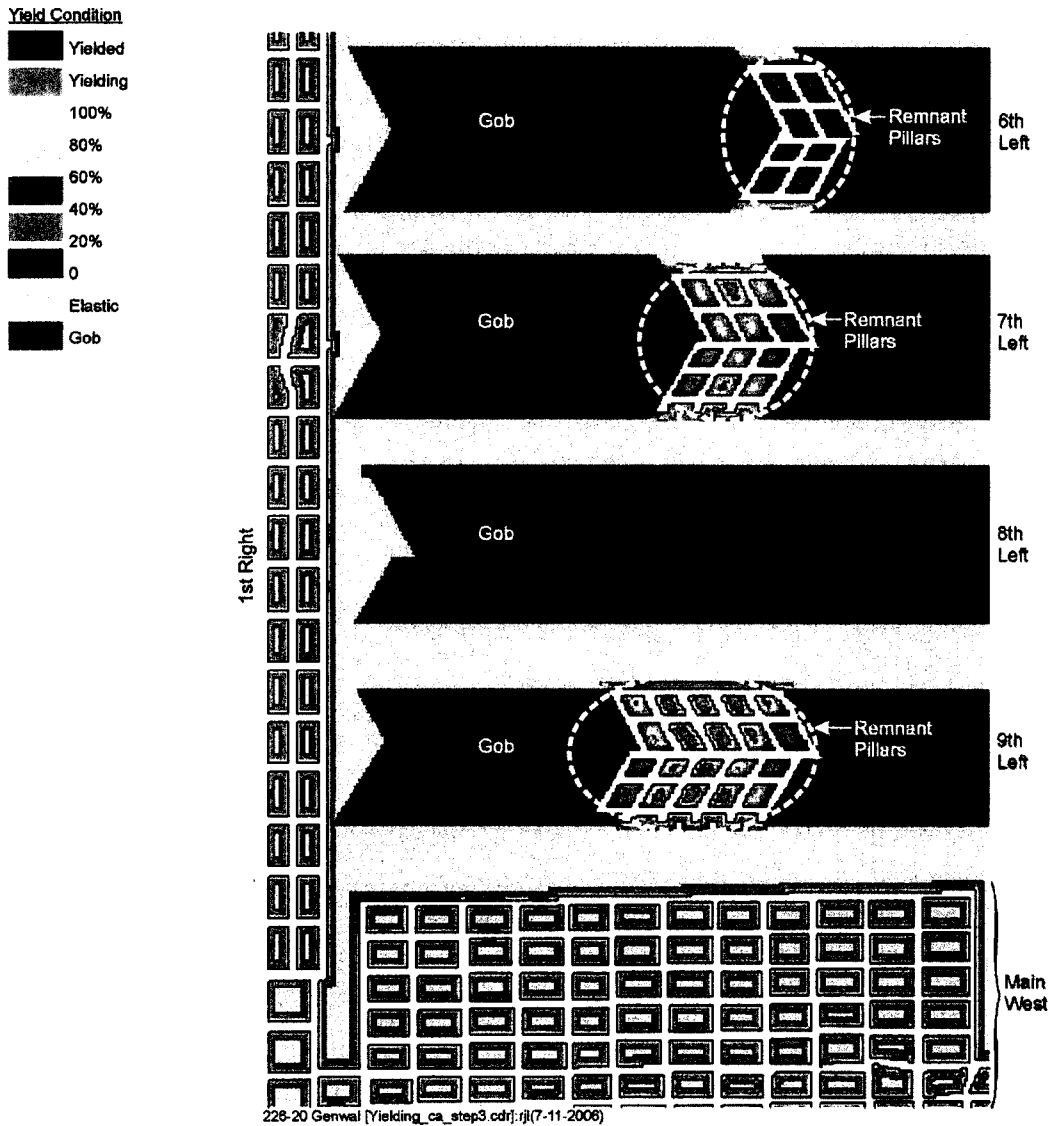 Yield Condition
Yielded
Yielding
100%
80%
60%
40%
20%
0
Elastic
Gob
Gob
Remnant
Pillars
6th
Left
Gob
Remnant
Pillars
7th
Left
1st Right
Gob
8th
Left
Gob
Remnant
Pillars
9th
Left
Main
West
226-20 Genwal [Yielding_ca_step3.cdr]:rjl(7-11-2006)